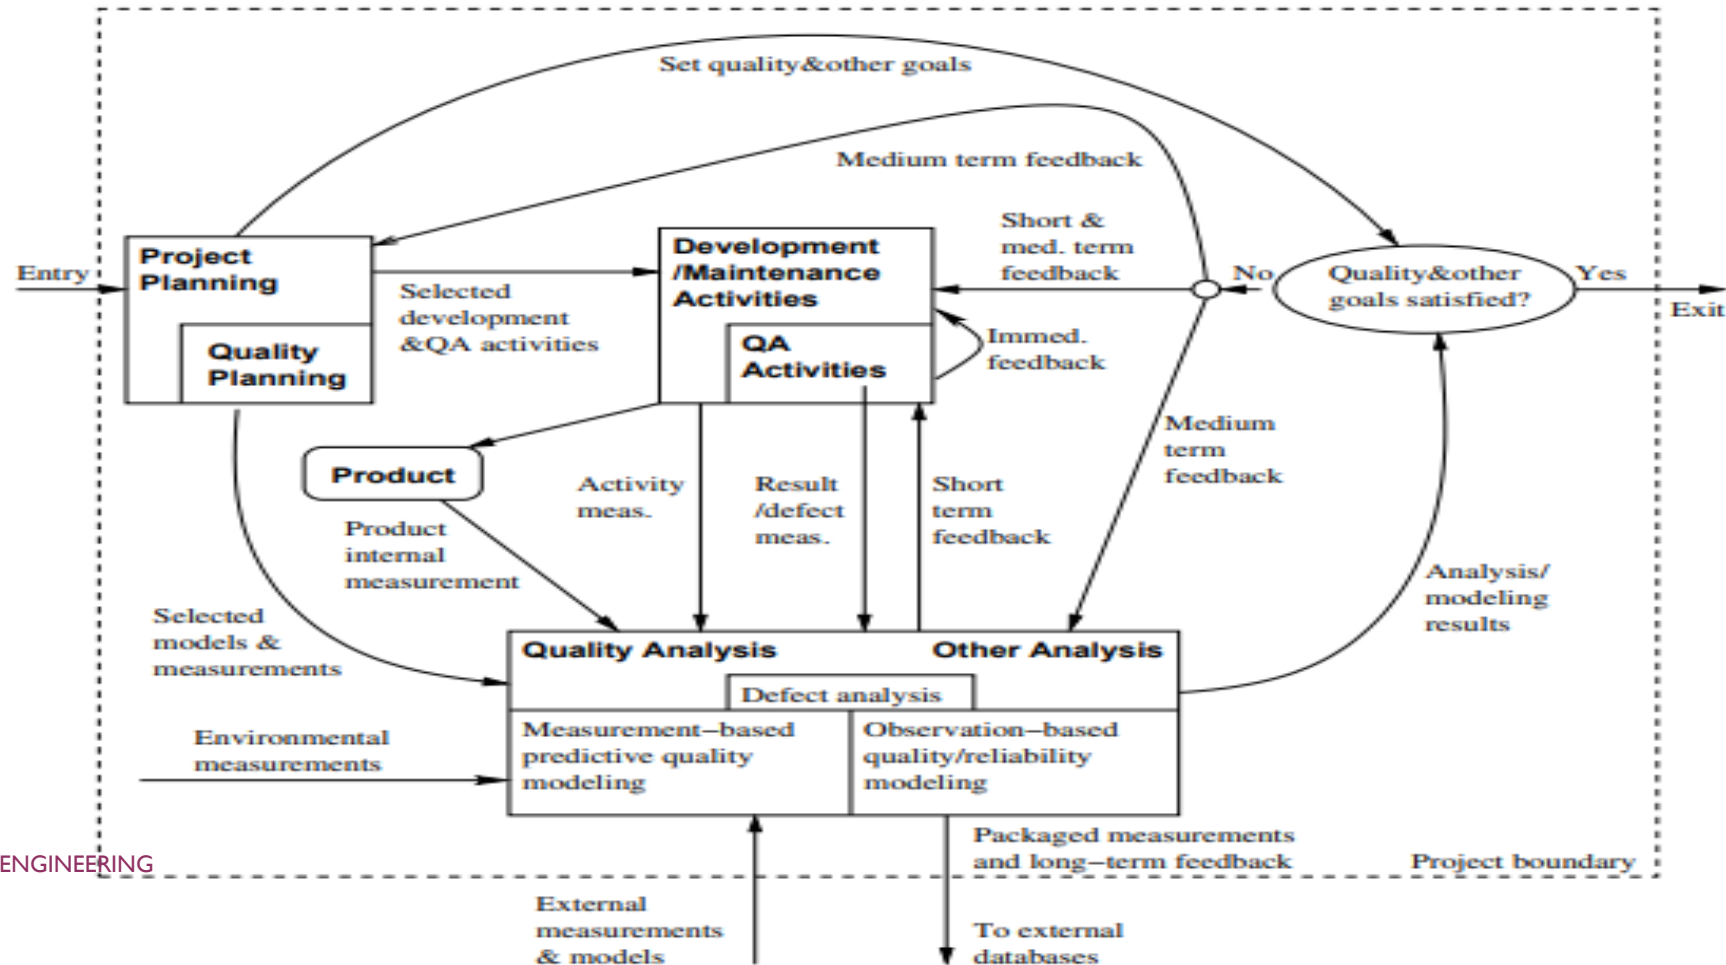 Set quality&other goals
Medium term feedback
Short &
med. term
feedback
Entry
Project
Planning
Quality
Planning
Selected
development
&QA activities
Development
/Maintenance
Activities
QA
Activities
Immed.
feedback
No
Quality&other
goals satisfied?
Yes
Exit
Product
Product
internal
measurement
Activity
meas.
Result
/defect
meas.
Short
term
feedback
Medium
term
feedback
Analysis/
modeling
results
Selected
models &
measurements
Environmental
measurements
Quality Analysis
Other Analysis
Defect analysis
Measurement-based
predictive quality
modeling
Observation-based
quality/reliability
modeling
Packaged measurements
and long-term feedback
Project boundary
ENGINEERING
External
measurements
& models
To external
databases